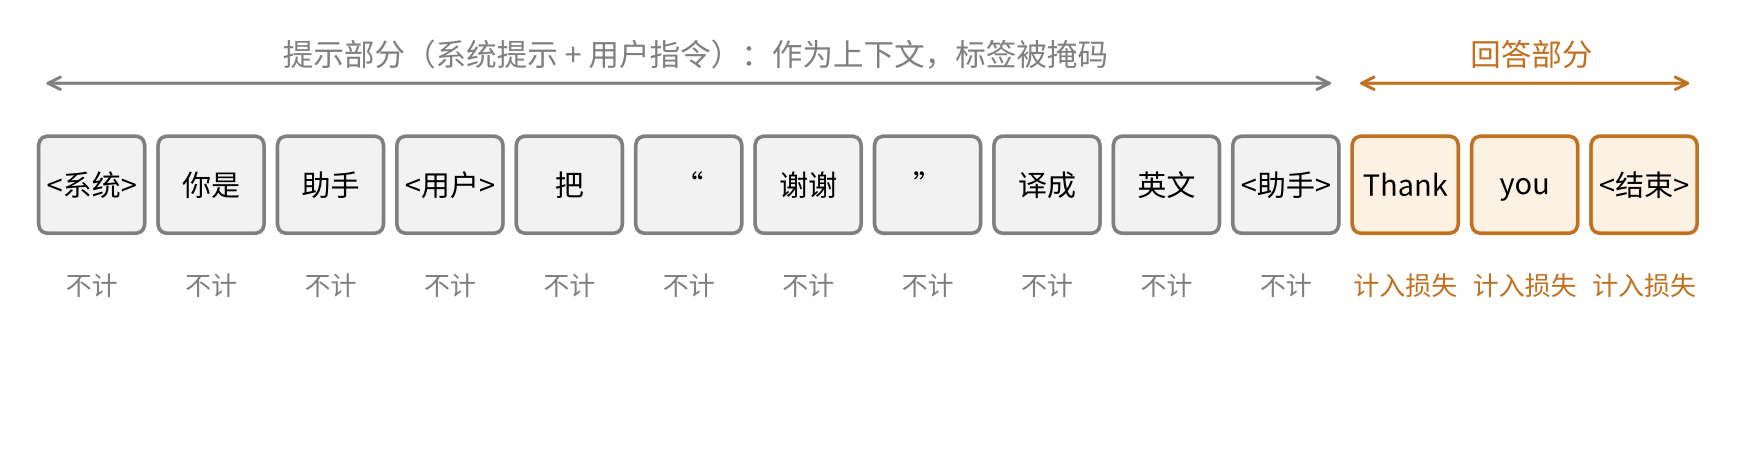 提示部分（系统提示 + 用户指令）：作为上下文，标签被掩码 回答部分
<系统> 你是 助手 <用户> 把 “ 谢谢 ” 译成 英文 <助手> Thank you <结束>
不计 不计 不计 不计 不计 不计 不计 不计 不计 不计 不计 计入损失 计入损失 计入损失